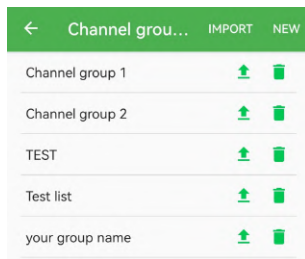 Channel grou... IMPORT NEW
Channel group 1
Channel group 2
TEST
Test list
your group name